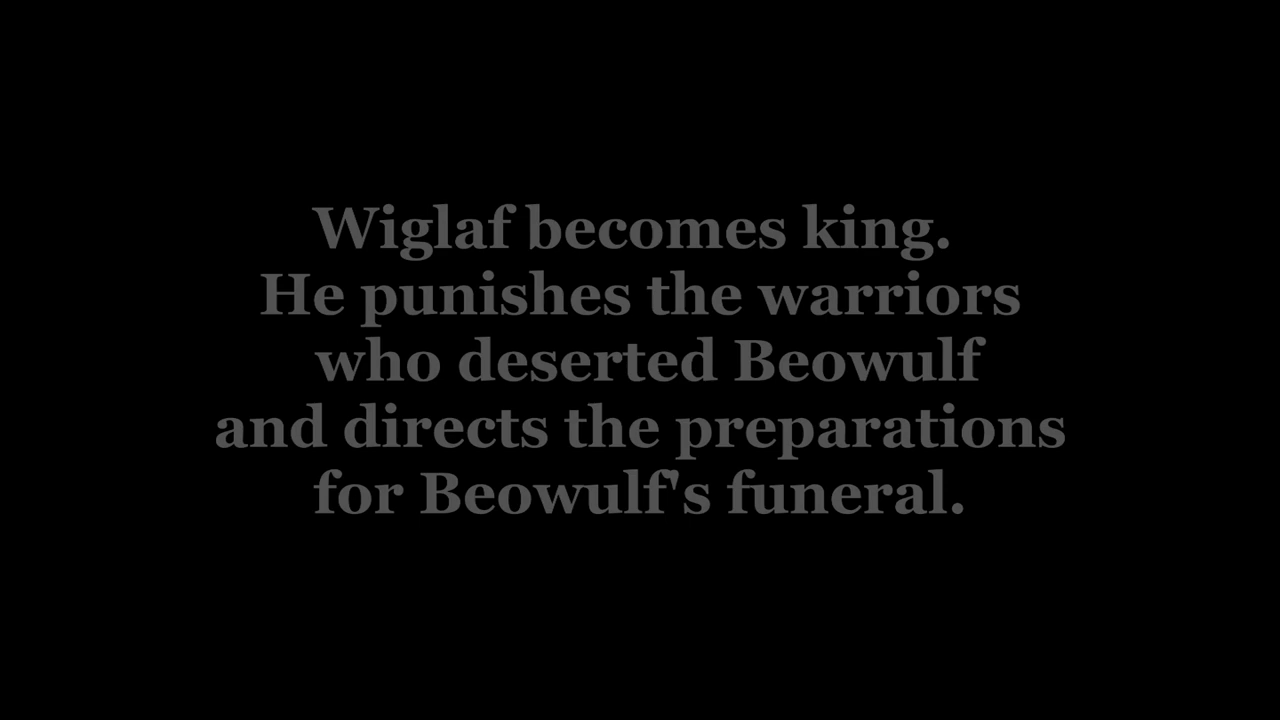 Wiglaf becomes king.
He punishes the warriors
who deserted Beowulf
and directs the preparations
for Beowulf's funeral.